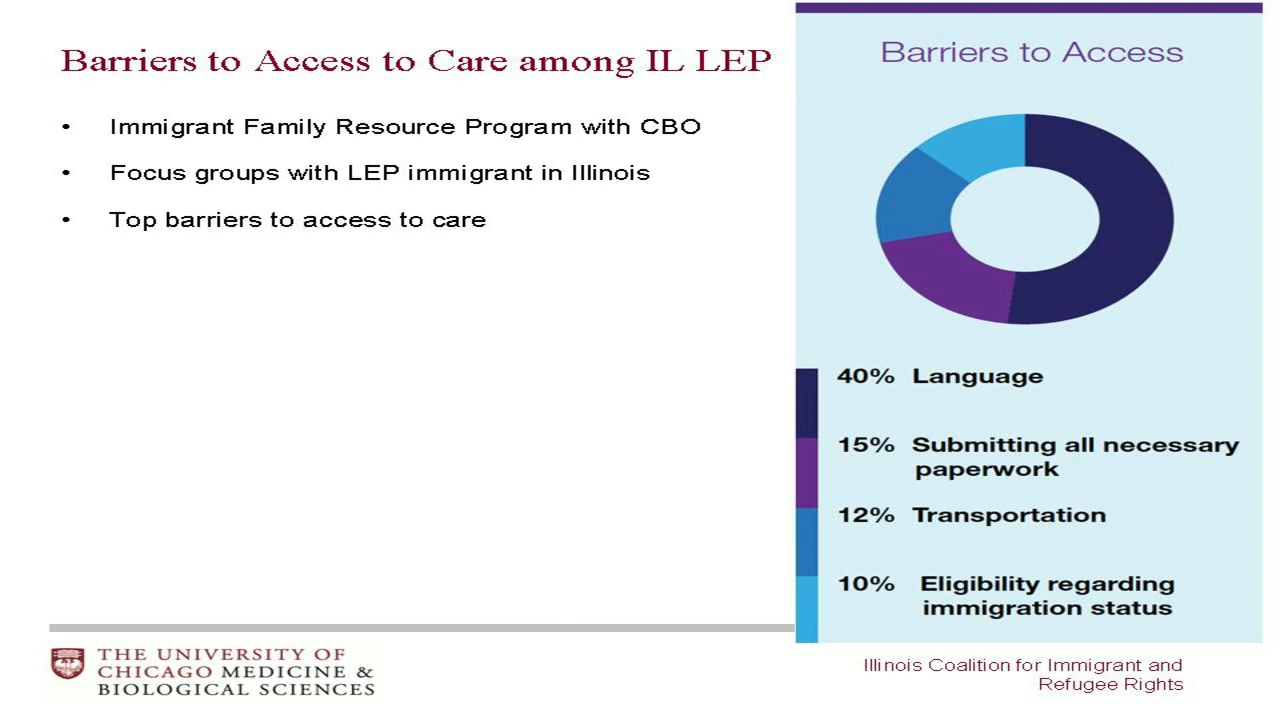 Barriers to Access to Care among IL LEP
• Immigrant Family Resource Program with CBO
• Focus groups with LEP immigrant in Illinois
• Top barriers to access to care
Barriers to Access
40% Language
15% Submitting all necessary
paperwork
12% Transportation
10% Eligibility regarding
immigration status
THE UNIVERSITY OF
CHICAGO MEDICINE &
BIOLOGICAL SCIENCES
Illinois Coalition for Immigrant and
Refugee Rights